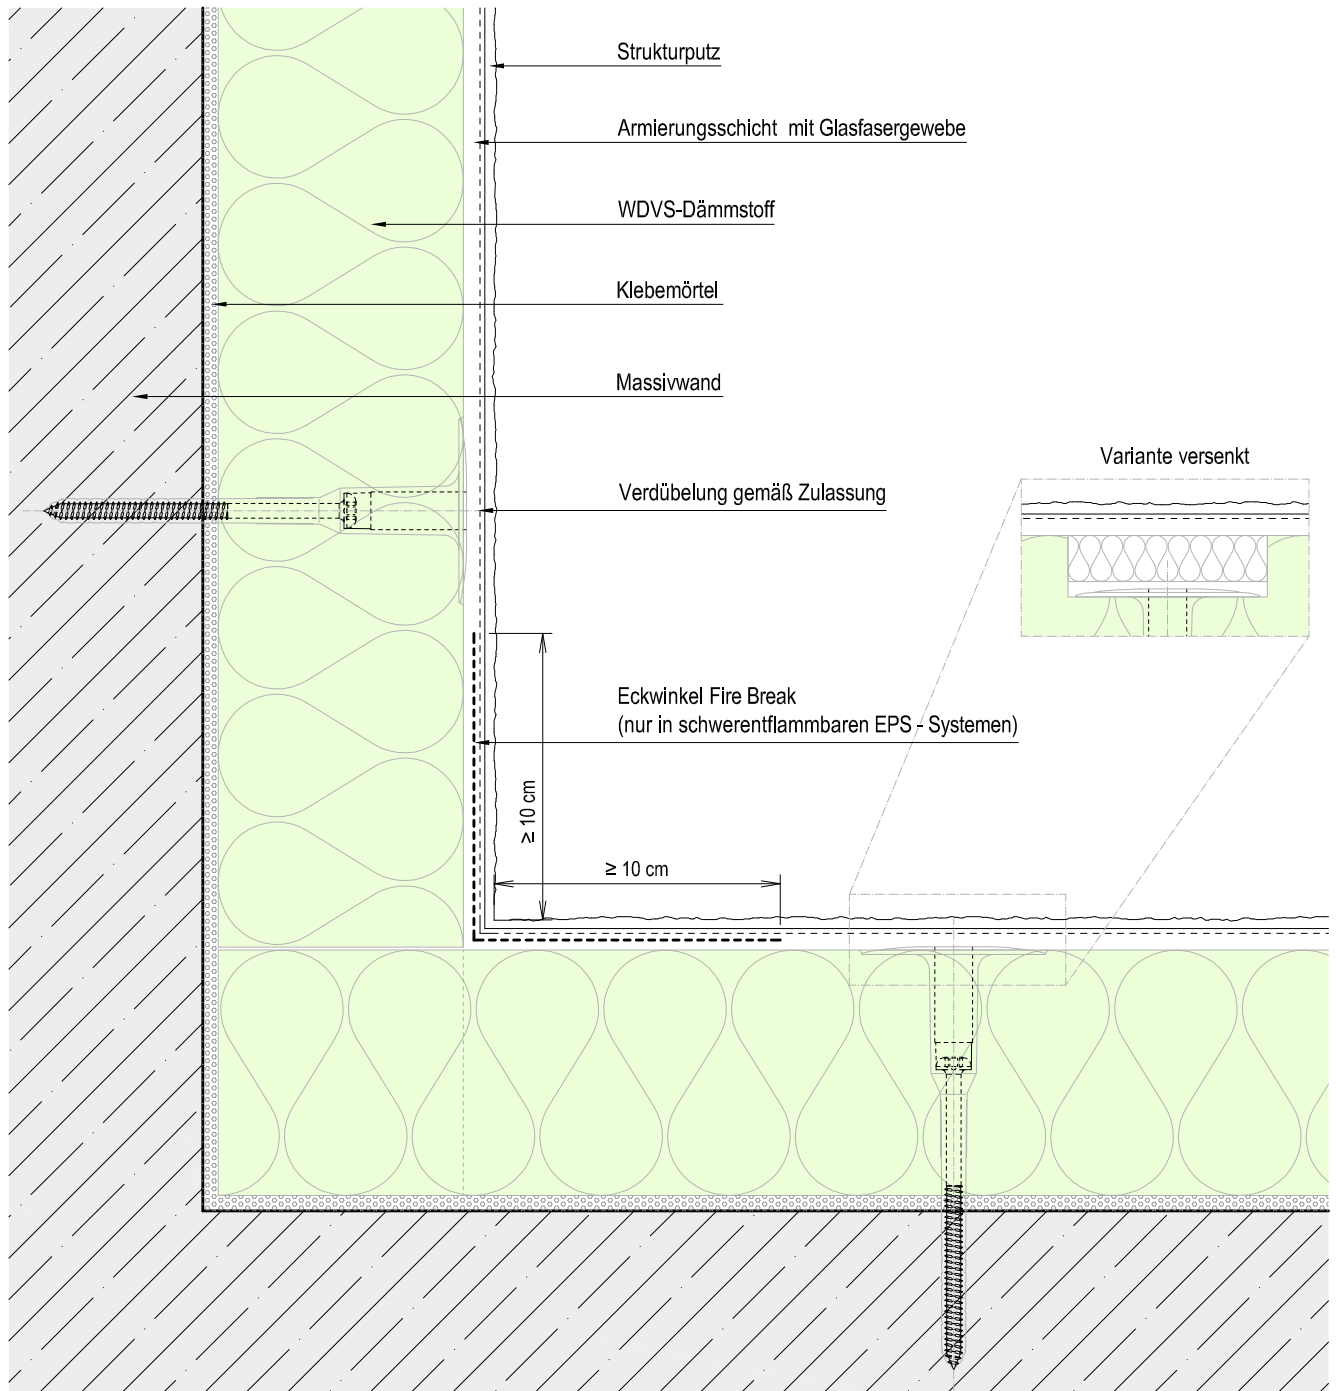 Strukturputz
Armierungsschicht mit Glasfasergewebe
WDVS-Dämmstoff
Klebemörtel
Massivwand
Variante versenkt
Verdübelung gemäß Zulassung
Eckwinkel Fire Break
(nur in schwerentflammbaren EPS - Systemen)
≥ 10 cm
≥ 10 cm